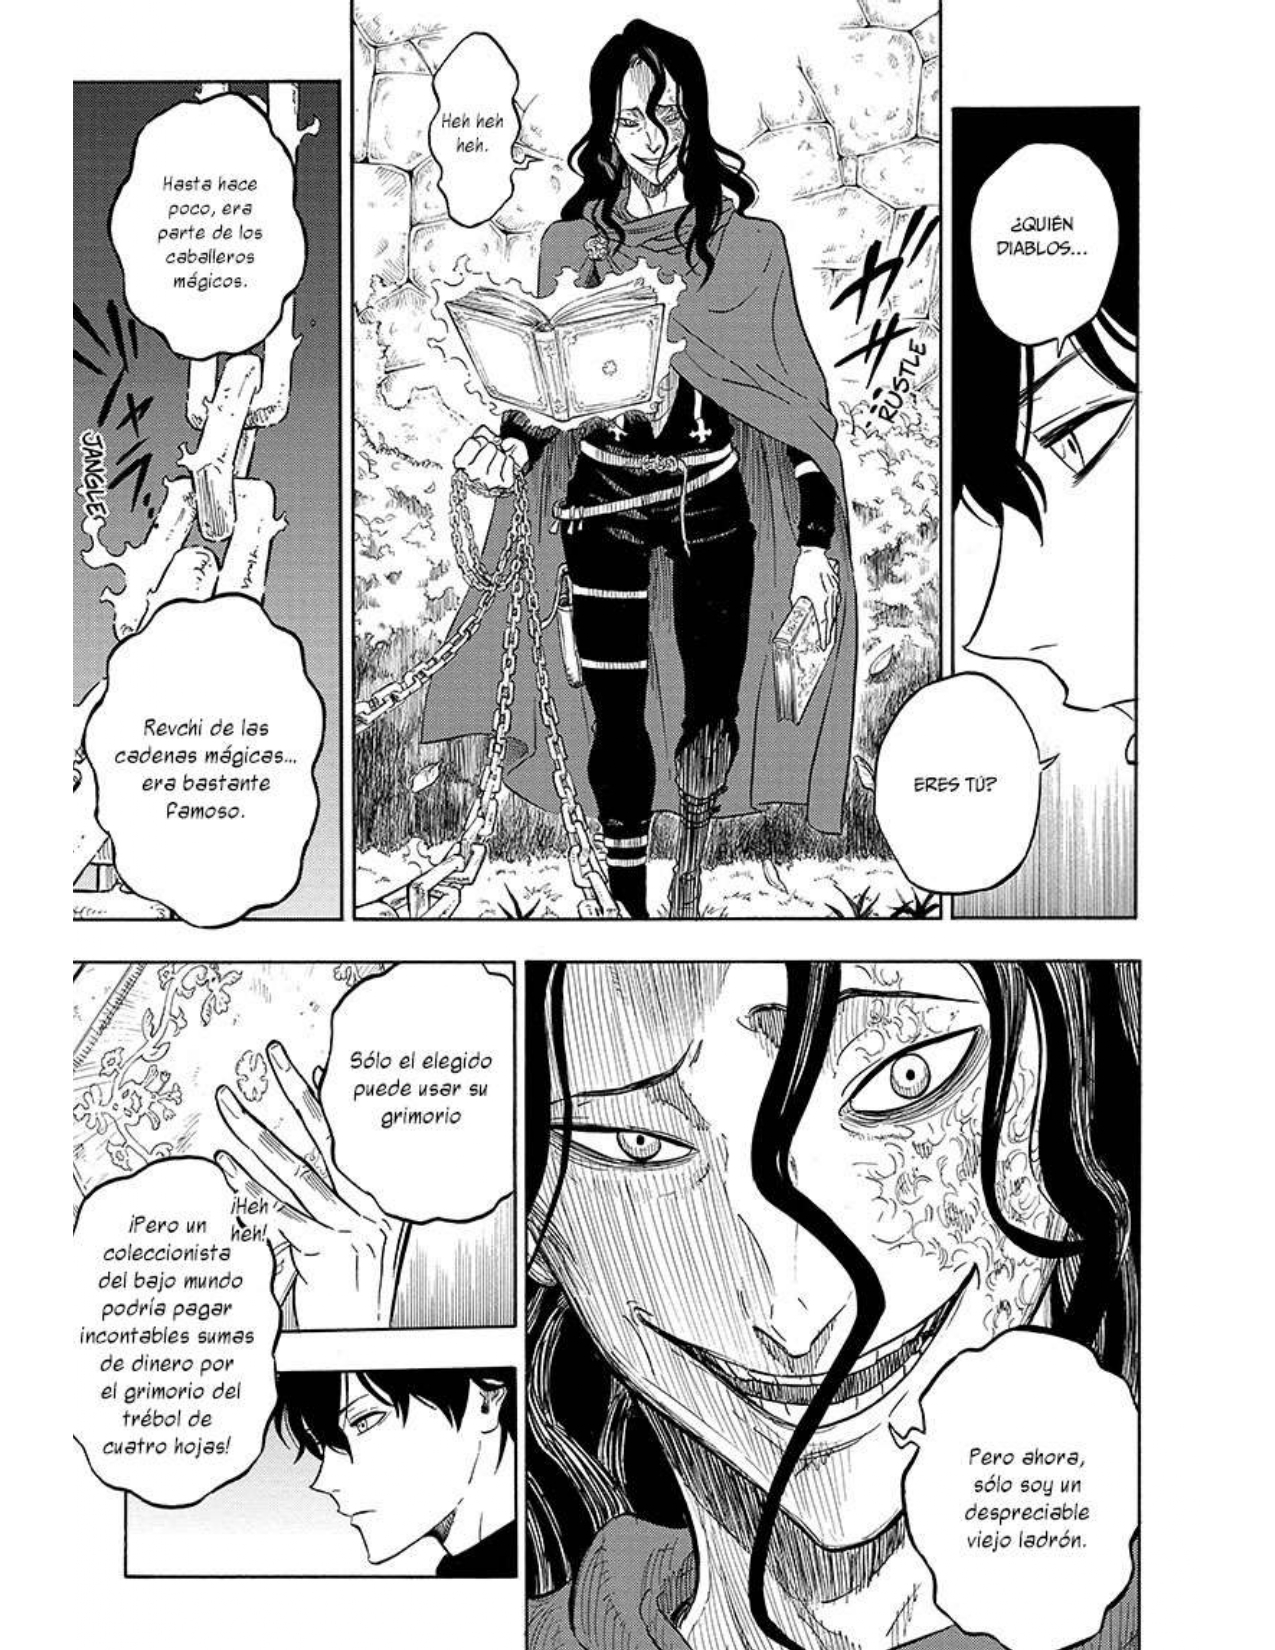 ¿QUIÉN
DIABLOS...
ERES TÚ?
Heh heh
heh.
ガサ
RUSTLE
Hasta hace
poco, era
parte de los
caballeros
mágicos.
JANGLE
Revchi de las
cadenas mágicas...
era bastante
famoso.
Pero ahora,
sólo soy un
despreciable
viejo ladrón.
Sólo el elegido
puede usar su
grimorio
¡Heh
heh!
¡Pero un
coleccionista
del bajo mundo
podría pagar
incontables sumas
de dinero por
el grimorio del
trébol de
cuatro hojas!